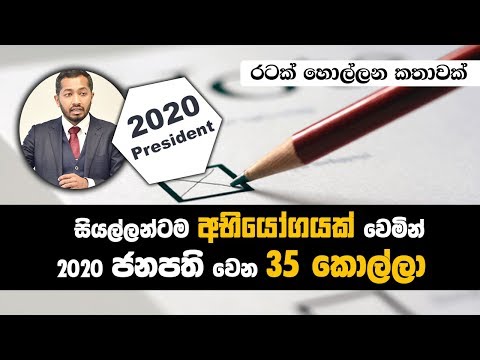 රටක් හොල්ලන කතාවක්
2020
President
සියල්ලන්ටම අභියෝගයක් වෙමින්
2020 ජනපති වෙන 35 කොල්ලා